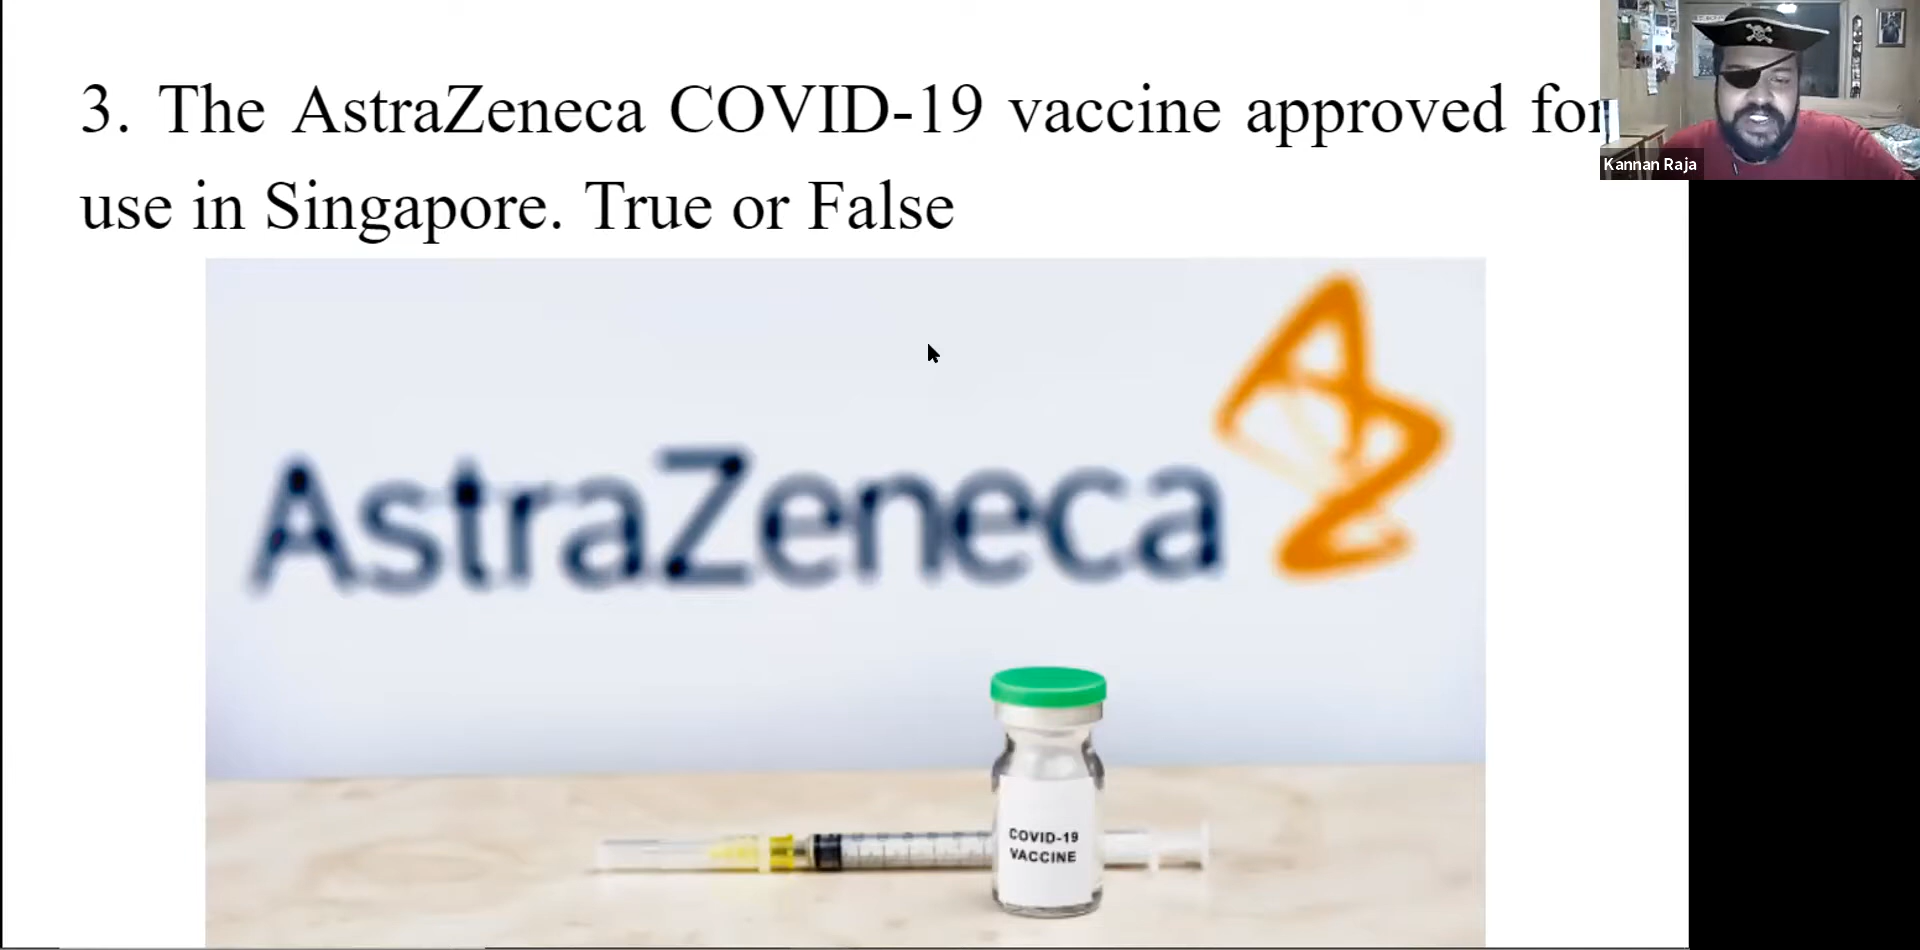 3. The AstraZeneca COVID-19 vaccine approved for
use in Singapore. True or False
Kannan Raja
AstraZeneca
COVID-19
VACCINE